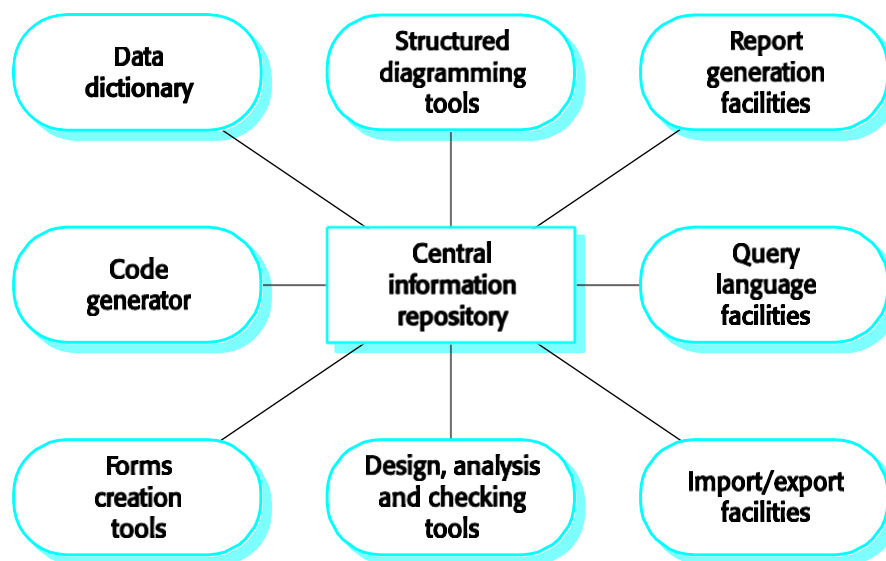 Data
dictionary
Structured
diagramming
tools
Report
generation
facilities
Code
generator
Central
information
repository
Query
language
facilities
Forms
creation
tools
Design, analysis
and checking
tools
Import/export
facilities